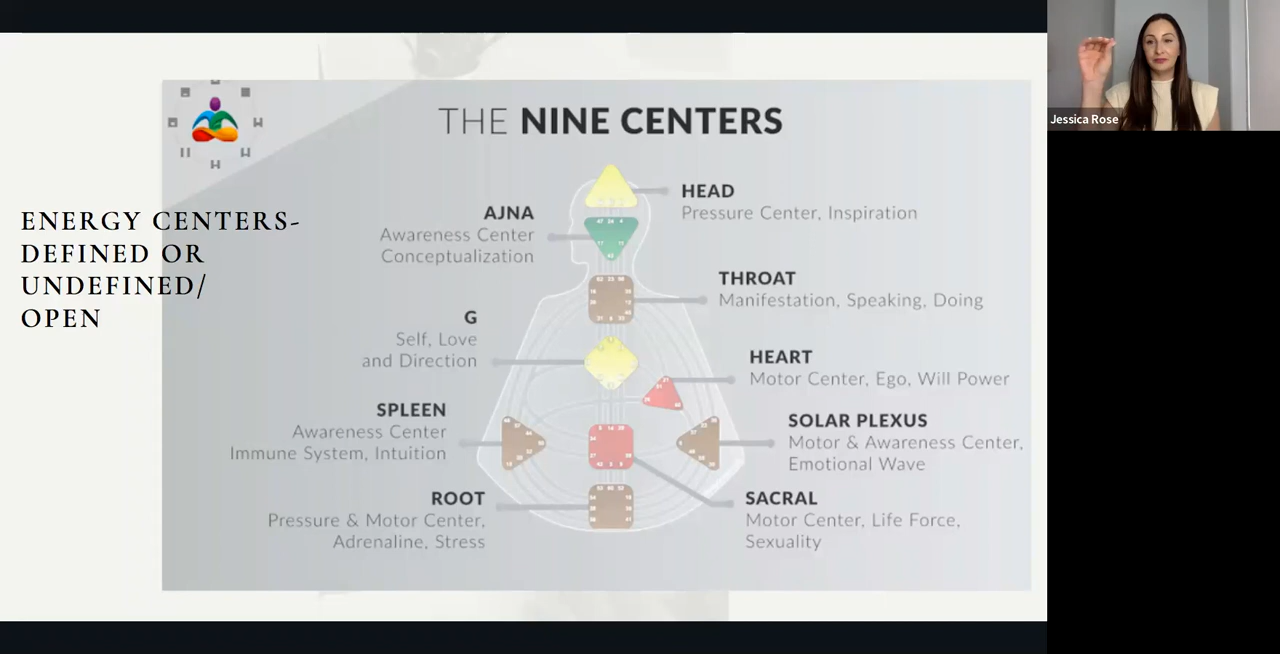 ENERGY CENTERS-
DEFINED OR
UNDEFINED/
OPEN
THE NINE CENTERS
HEAD
Pressure Center, Inspiration
AJNA
Awareness Center
Conceptualization
THROAT
Manifestation, Speaking, Doing
G
Self, Love
and Direction
HEART
Motor Center, Ego, Will Power
SPLEEN
Awareness Center
Immune System, Intuition
SOLAR PLEXUS
Motor & Awareness Center,
Emotional Wave
ROOT
Pressure & Motor Center,
Adrenaline, Stress
SACRAL
Motor Center, Life Force,
Sexuality
Jessica Rose